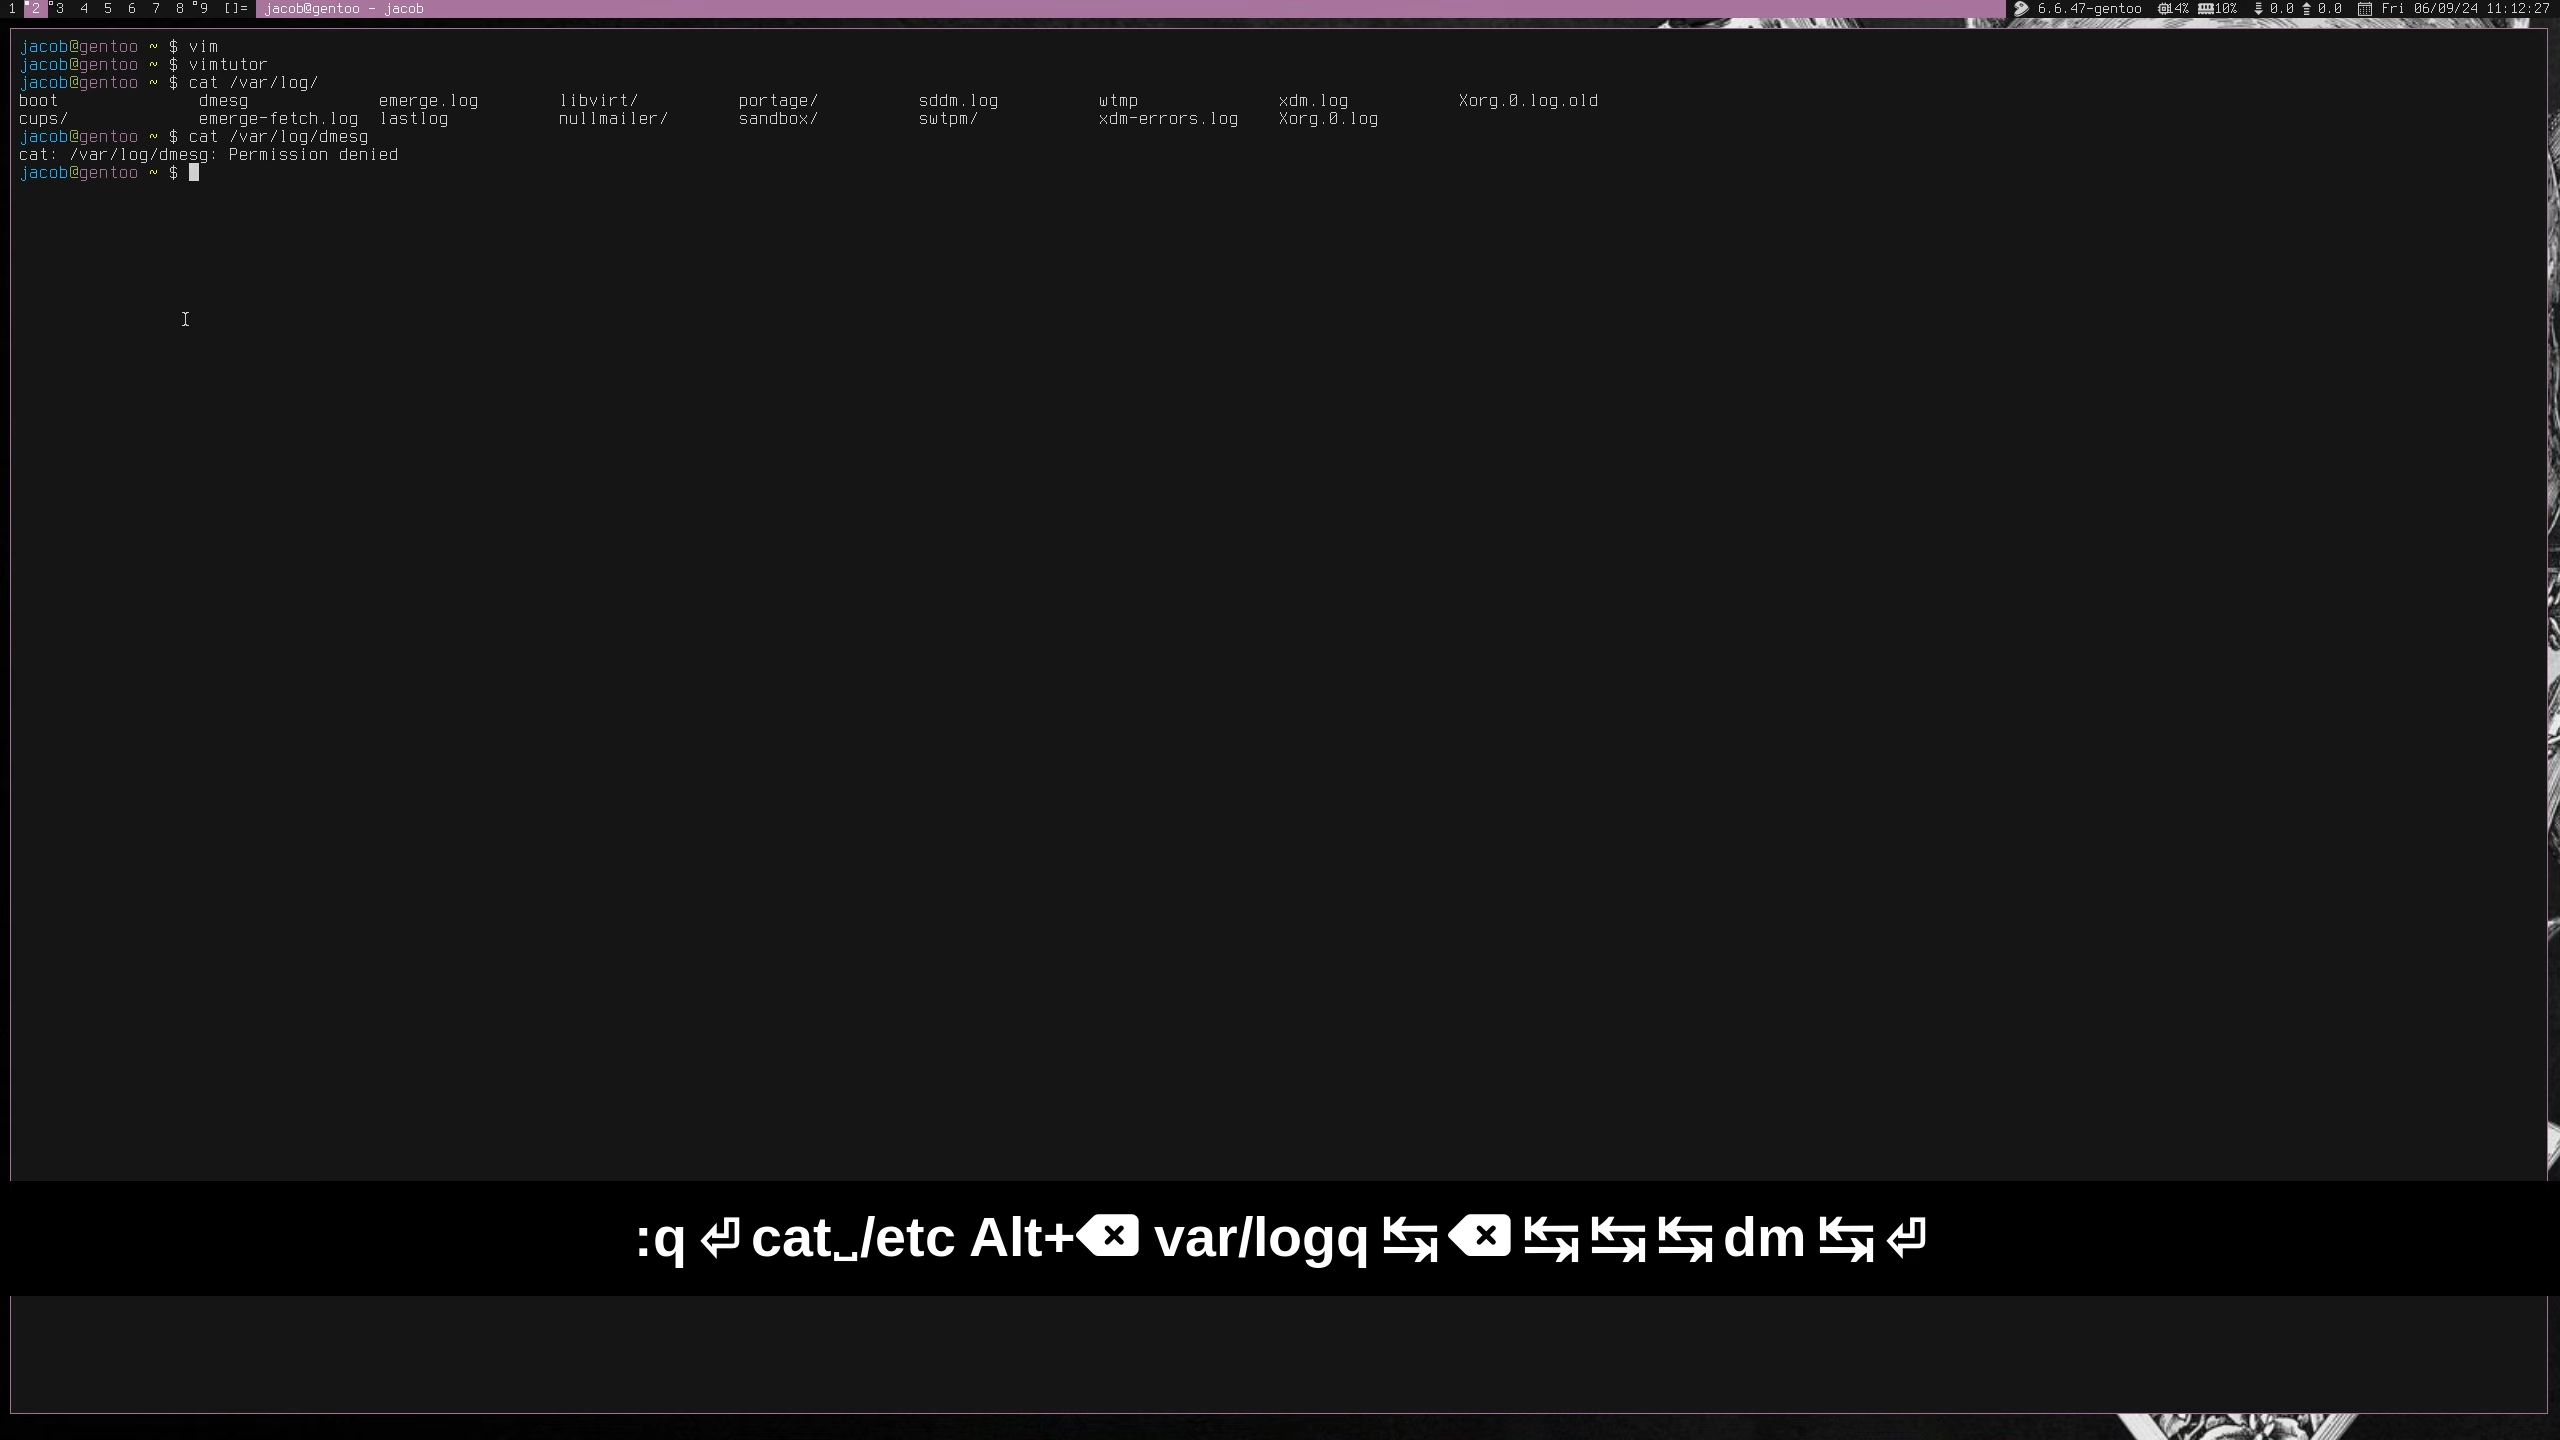 1 2 3 4 5 6 7 8 9 []= jacob@gentoo - jacob 6.6.47-gentoo 14% 10% 0.0 0.0 Fri 06/09/24 11:12:27
jacob@gentoo ~ $ vim
jacob@gentoo ~ $ vimtutor
jacob@gentoo ~ $ cat /var/log/
boot dmesg emerge.log libvirt/ portage/ sddm.log wtmp xdm.log Xorg.0.log.old
cups/ emerge-fetch.log lastlog nullmailer/ sandbox/ swtpm/ xdm-errors.log Xorg.0.log
jacob@gentoo ~ $ cat /var/log/dmesg
cat: /var/log/dmesg: Permission denied
jacob@gentoo ~ $
:q ⏎ cat␣/etc Alt+⌫ var/logq ↹ ⌫ ↹ ↹ ↹ dm ↹ ⏎